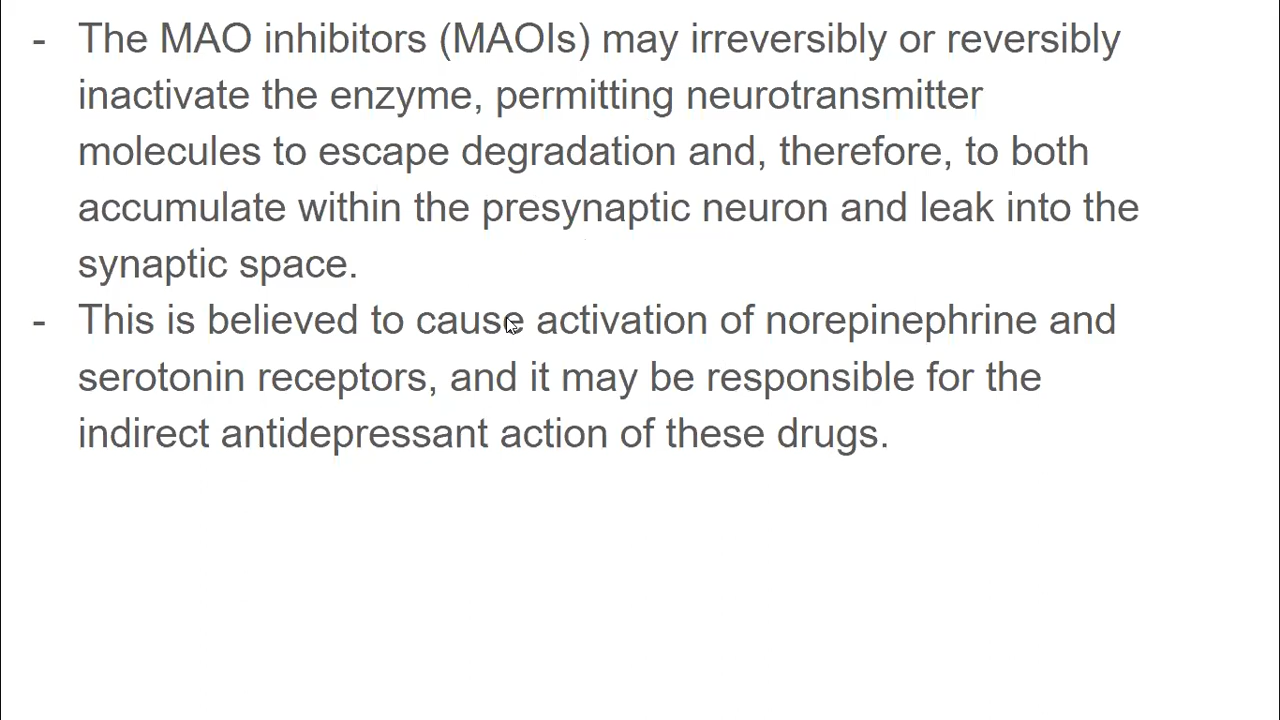 - The MAO inhibitors (MAOIs) may irreversibly or reversibly
inactivate the enzyme, permitting neurotransmitter
molecules to escape degradation and, therefore, to both
accumulate within the presynaptic neuron and leak into the
synaptic space.
- This is believed to cause activation of norepinephrine and
serotonin receptors, and it may be responsible for the
indirect antidepressant action of these drugs.